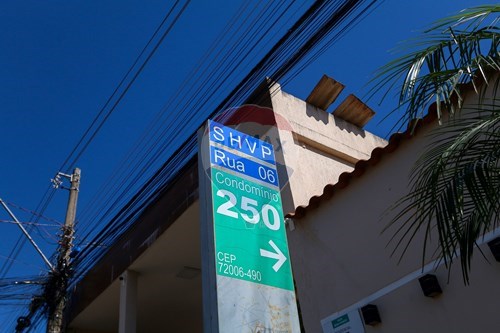 SHVP
Rua 06
Condomínio
250
CEP
72006-490